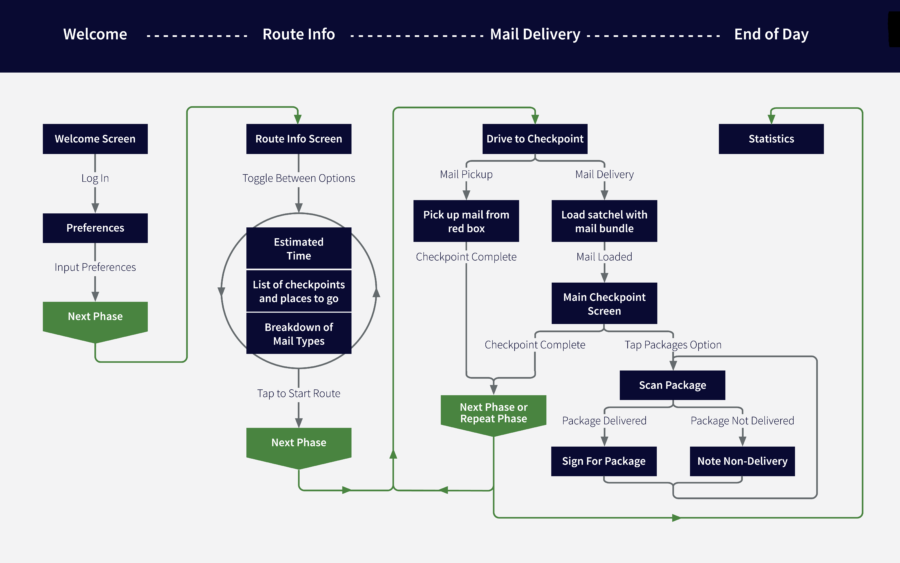 Welcome
Route Info
Mail Delivery
End of Day
Welcome Screen
Log In
Preferences
Input Preferences
Next Phase
Route Info Screen
Toggle Between Options
Estimated
Time
List of checkpoints
and places to go
Breakdown of
Mail Types
Tap to Start Route
Next Phase
Drive to Checkpoint
Mail Pickup
Mail Delivery
Pick up mail from
red box
Load satchel with
mail bundle
Checkpoint Complete
Mail Loaded
Main Checkpoint
Screen
Checkpoint Complete
Tap Packages Option
Scan Package
Next Phase or
Repeat Phase
Package Delivered
Package Not Delivered
Sign For Package
Note Non-Delivery
Statistics